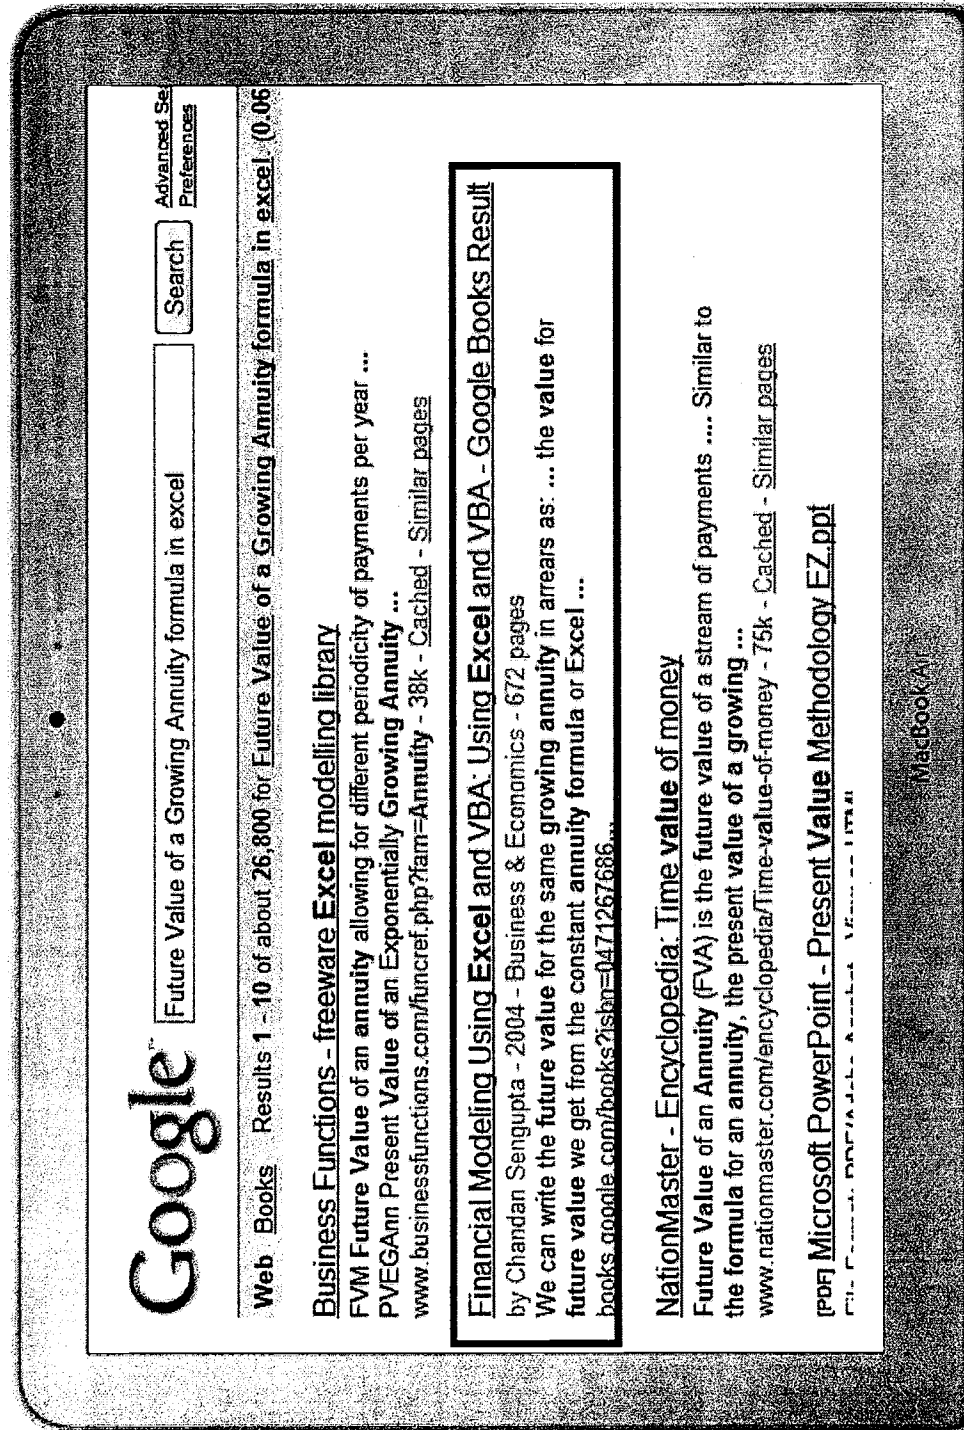 Google™
Future Value of a Growing Annuity formula in excel
Search
Advanced Se
Preferences
Web Books Results 1 - 10 of about 26,800 for Future Value of a Growing Annuity formula in excel. (0.06
Business Functions - freeware Excel modelling library
FVM Future Value of an annuity allowing for different periodicity of payments per year ...
PVEGAnn Present Value of an Exponentially Growing Annuity ...
www.businessfunctions.com/funcref.php?fam=Annuity - 38k - Cached - Similar pages
Financial Modeling Using Excel and VBA: Using Excel and VBA - Google Books Result
by Chandan Sengupta - 2004 - Business & Economics - 672 pages
We can write the future value for the same growing annuity in arrears as: ... the value for
future value we get from the constant annuity formula or Excel ...
books.google.com/books?isbn=0471267686...
NationMaster - Encyclopedia: Time value of money
Future Value of an Annuity (FVA) is the future value of a stream of payments .... Similar to
the formula for an annuity, the present value of a growing ...
www.nationmaster.com/encyclopedia/Time-value-of-money - 75k - Cached - Similar pages
[PDF] Microsoft PowerPoint - Present Value Methodology EZ.ppt
MacBook Air